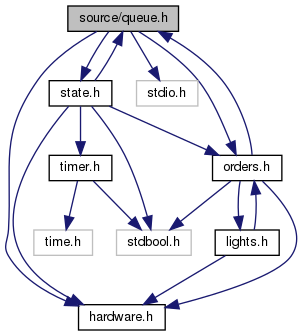 source/queue.h
state.h
stdio.h
timer.h
orders.h
time.h
stdbool.h
lights.h
hardware.h